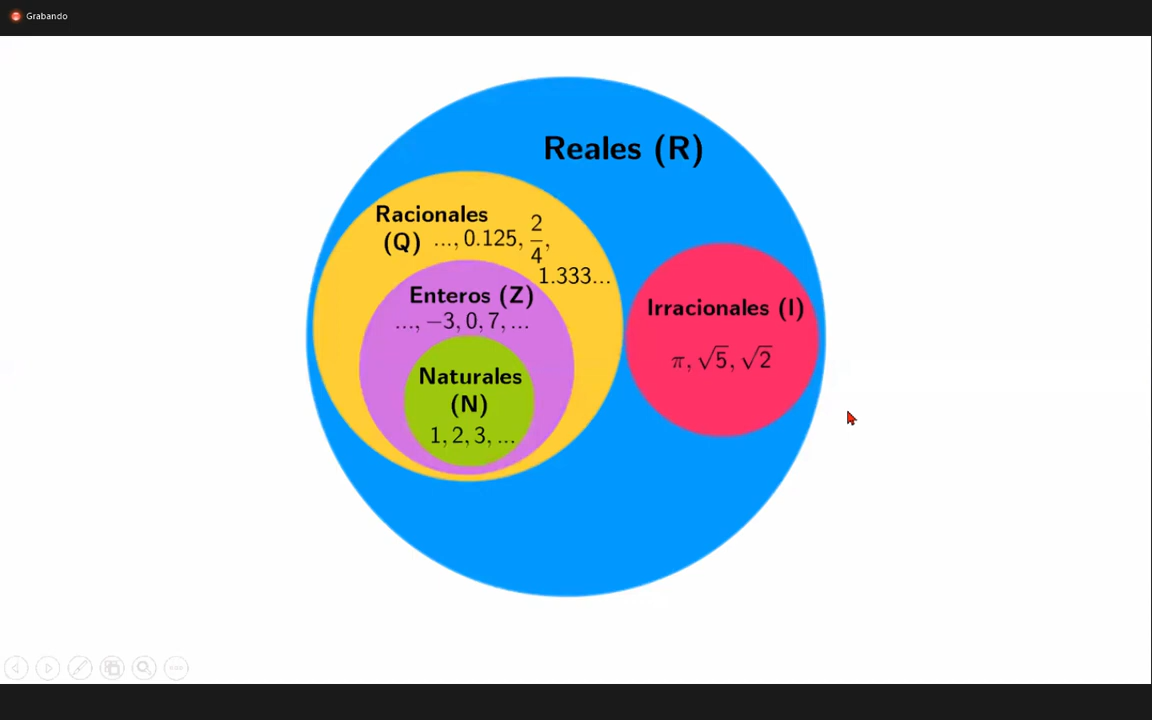 Grabando
Reales (R)
Racionales
(Q) ..., 0.125, 2/4,
1.333...
Enteros (Z)
..., −3, 0, 7, ...
Naturales
(N)
1, 2, 3, ...
Irracionales (I)
π, √5, √2